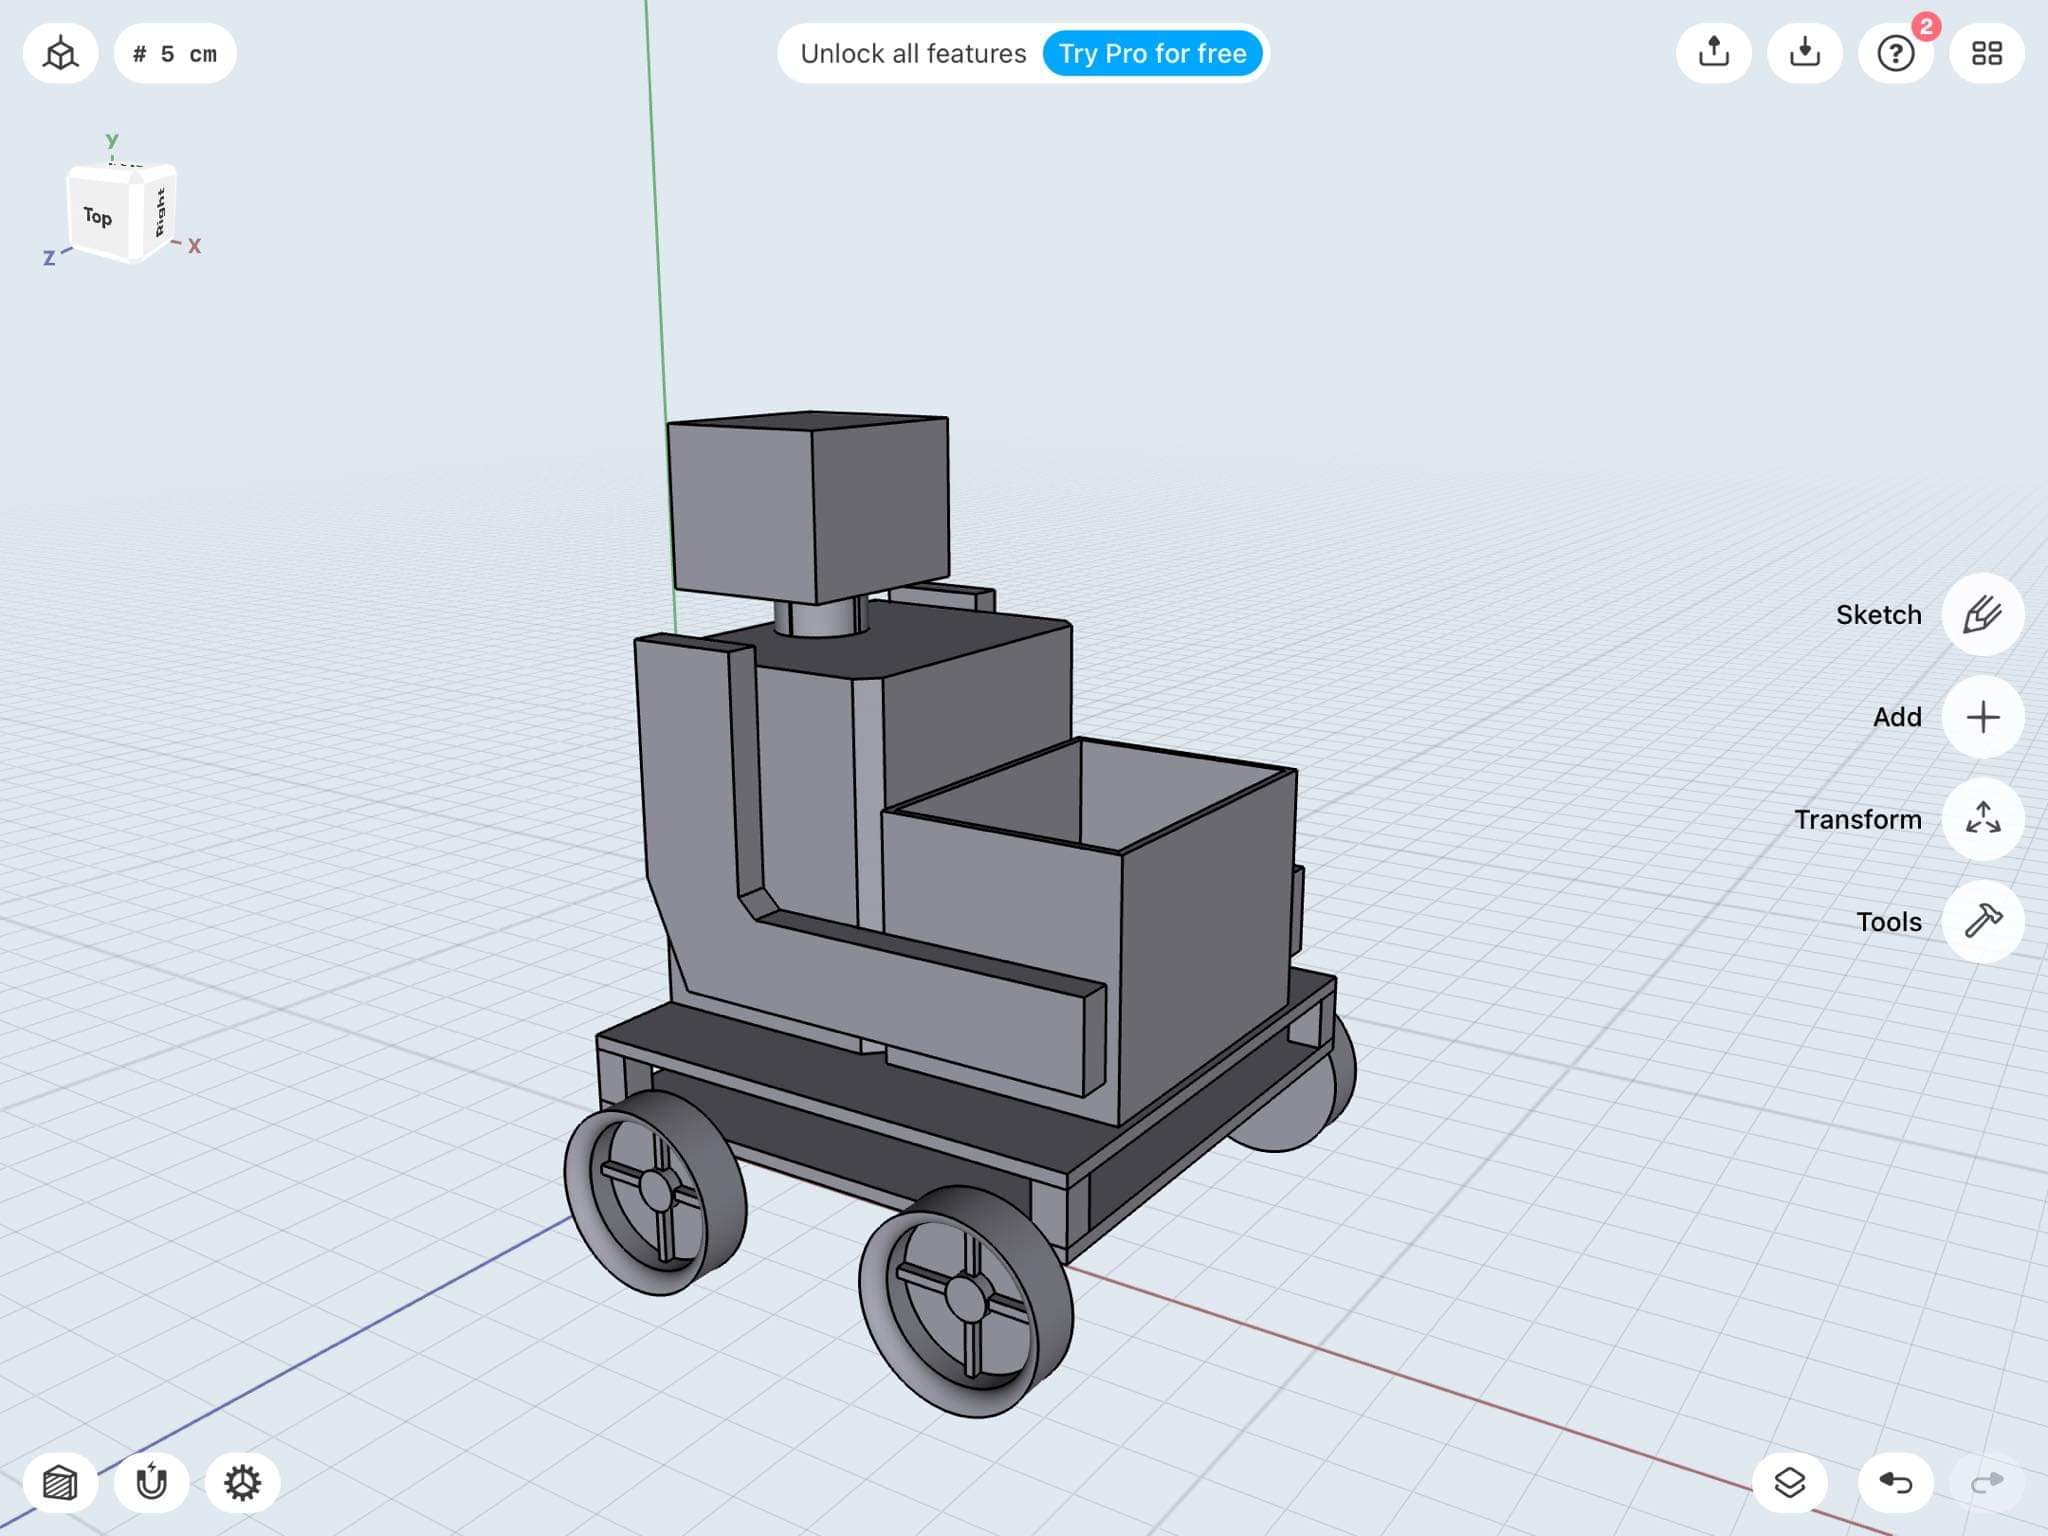 # 5 cm
Unlock all features
Try Pro for free
2
?
Y
Top
Right
Z
X
Sketch
Add
Transform
Tools